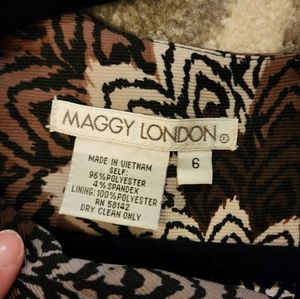 MAGGY LONDON®
6
MADE IN VIETNAM
SELF:
96%POLYESTER
4%SPANDEX
LINING:100%POLYESTER
RN 58142
DRY CLEAN ONLY